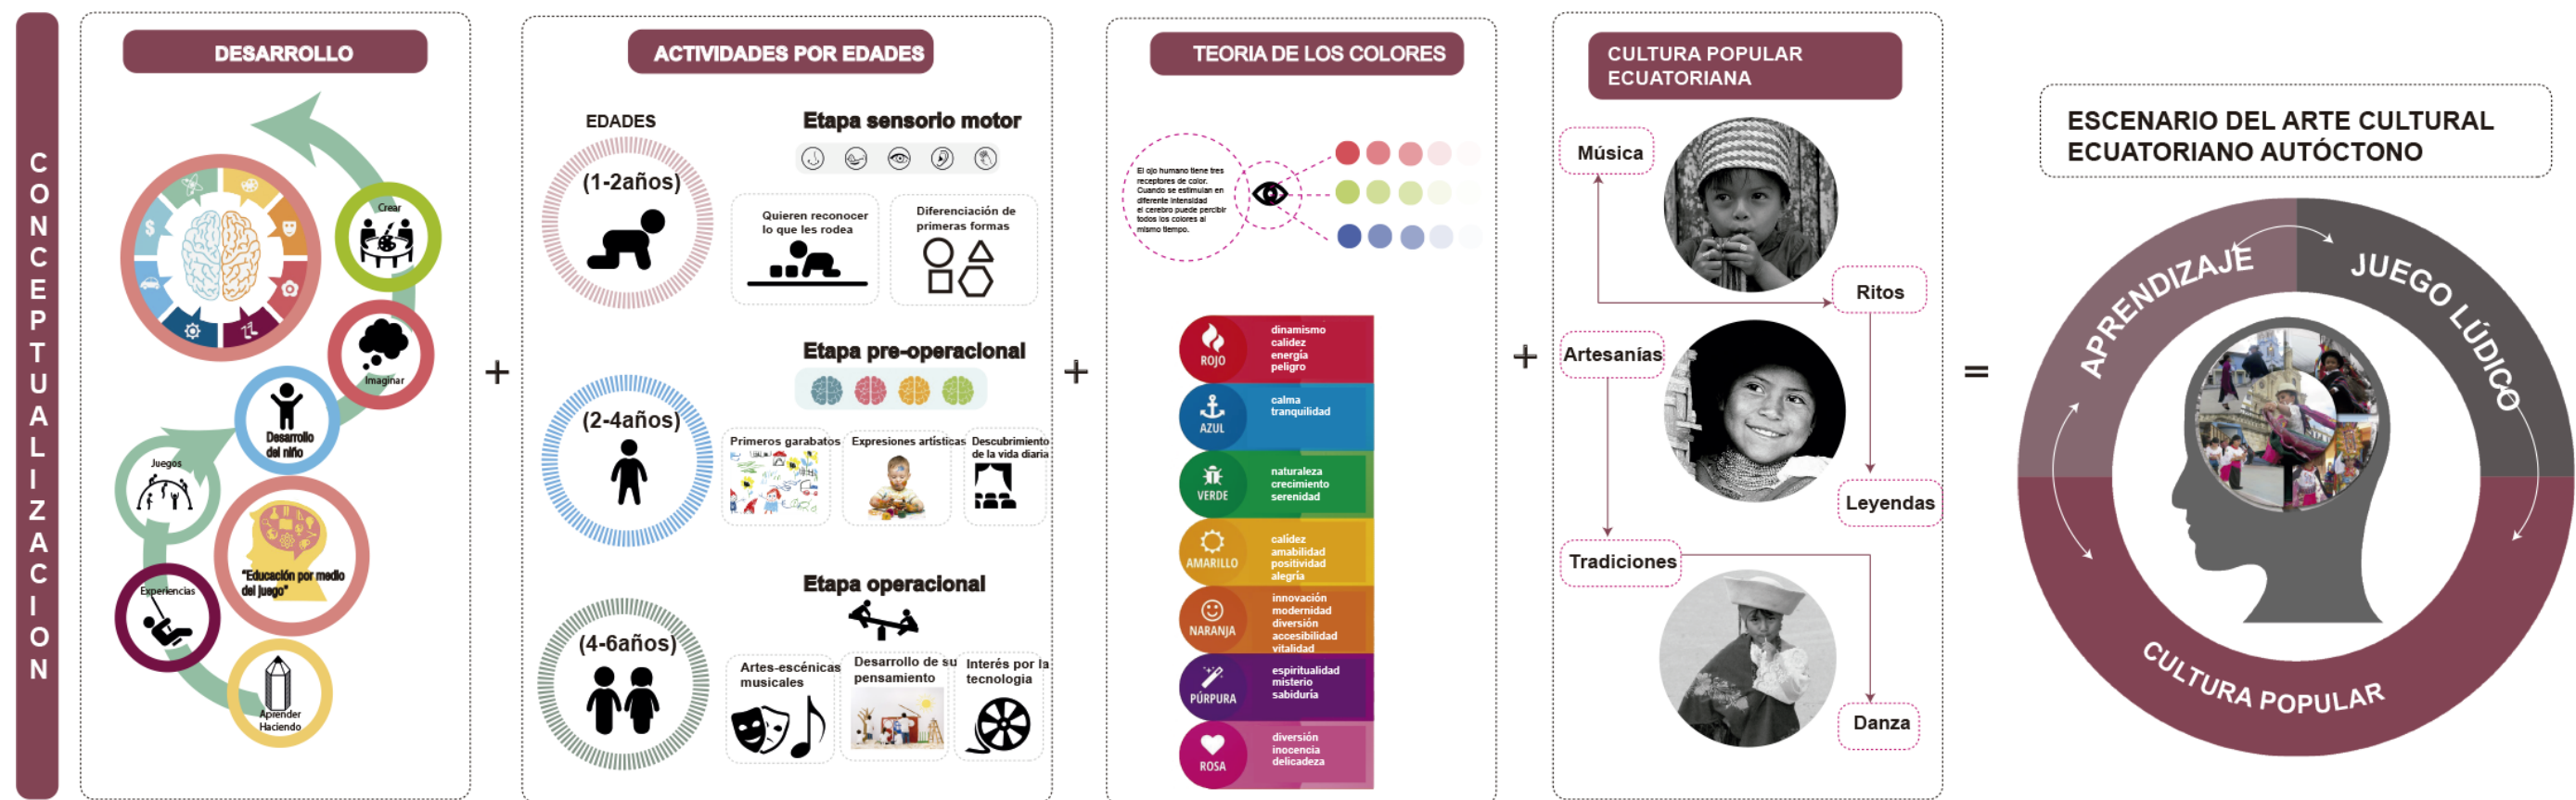 CONCEPTUALIZACION
DESARROLLO
Crear
Imaginar
Desarrollo
del niño
Juegos
"Educación por medio
del juego"
Experiencias
Aprender
Haciendo
+
ACTIVIDADES POR EDADES
EDADES
Etapa sensorio motor
(1-2años)
Quieren reconocer
lo que les rodea
Diferenciación de
primeras formas
Etapa pre-operacional
(2-4años)
Primeros garabatos
Expresiones artísticas
Descubrimiento
de la vida diaria
Etapa operacional
(4-6años)
Artes-escénicas
musicales
Desarrollo de su
pensamiento
Interés por la
tecnologia
+
TEORIA DE LOS COLORES
El ojo humano tiene tres
receptores de color.
Cuando se estimulan en
diferente intensidad
el cerebro puede percibir
todos los colores al
mismo tiempo.
ROJO
dinamismo
calidez
energía
peligro
AZUL
calma
tranquilidad
VERDE
naturaleza
crecimiento
serenidad
AMARILLO
calídez
amabilidad
positividad
alegría
NARANJA
innovación
modernidad
diversión
accesibilidad
vitalidad
PÚRPURA
espiritualidad
misterio
sabiduría
ROSA
diversión
inocencia
delicadeza
+
CULTURA POPULAR
ECUATORIANA
Música
Ritos
Artesanías
Leyendas
Tradiciones
Danza
=
ESCENARIO DEL ARTE CULTURAL
ECUATORIANO AUTÓCTONO
APRENDIZAJE
JUEGO LÚDICO
CULTURA POPULAR